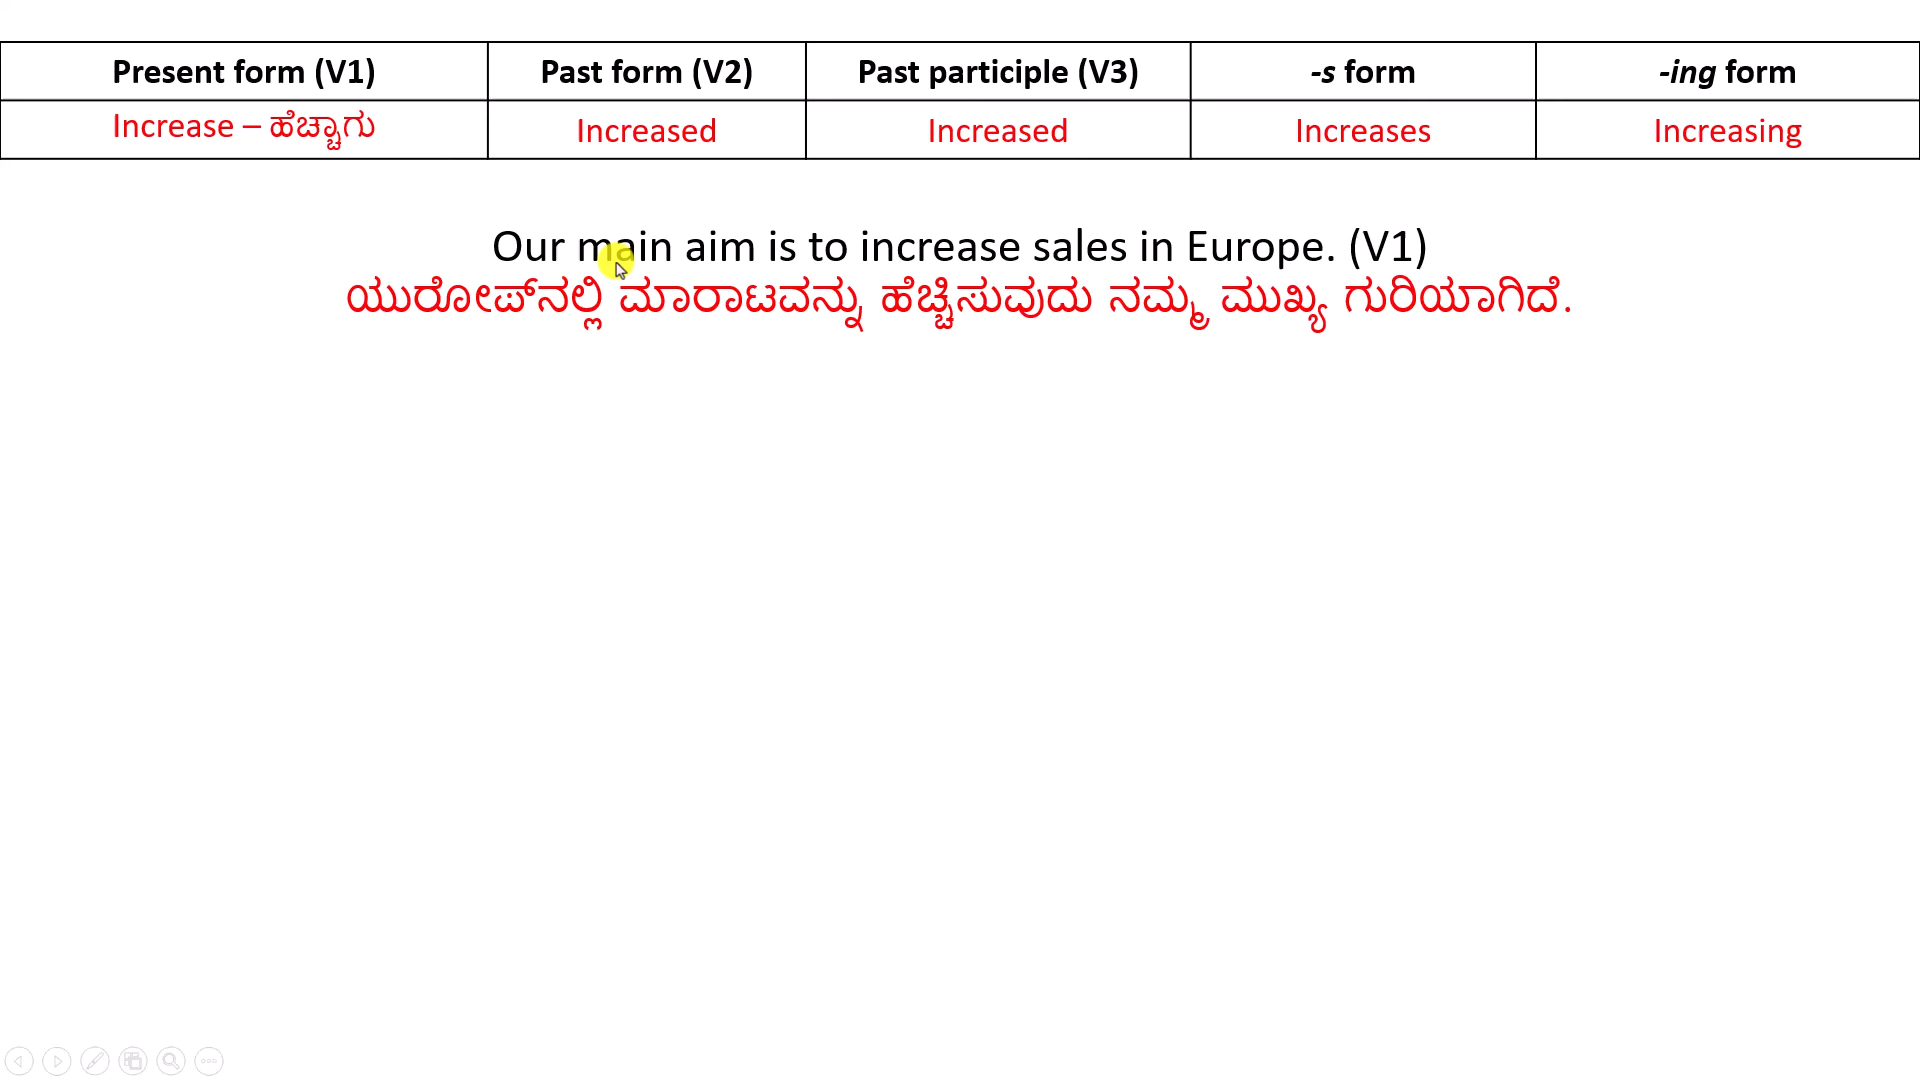 Present form (V1) Past form (V2) Past participle (V3) -s form -ing form
Increase – ಹೆಚ್ಚಾಗು Increased Increased Increases Increasing
Our main aim is to increase sales in Europe. (V1)
ಯುರೋಪ್‌ನಲ್ಲಿ ಮಾರಾಟವನ್ನು ಹೆಚ್ಚಿಸುವುದು ನಮ್ಮ ಮುಖ್ಯ ಗುರಿಯಾಗಿದೆ.